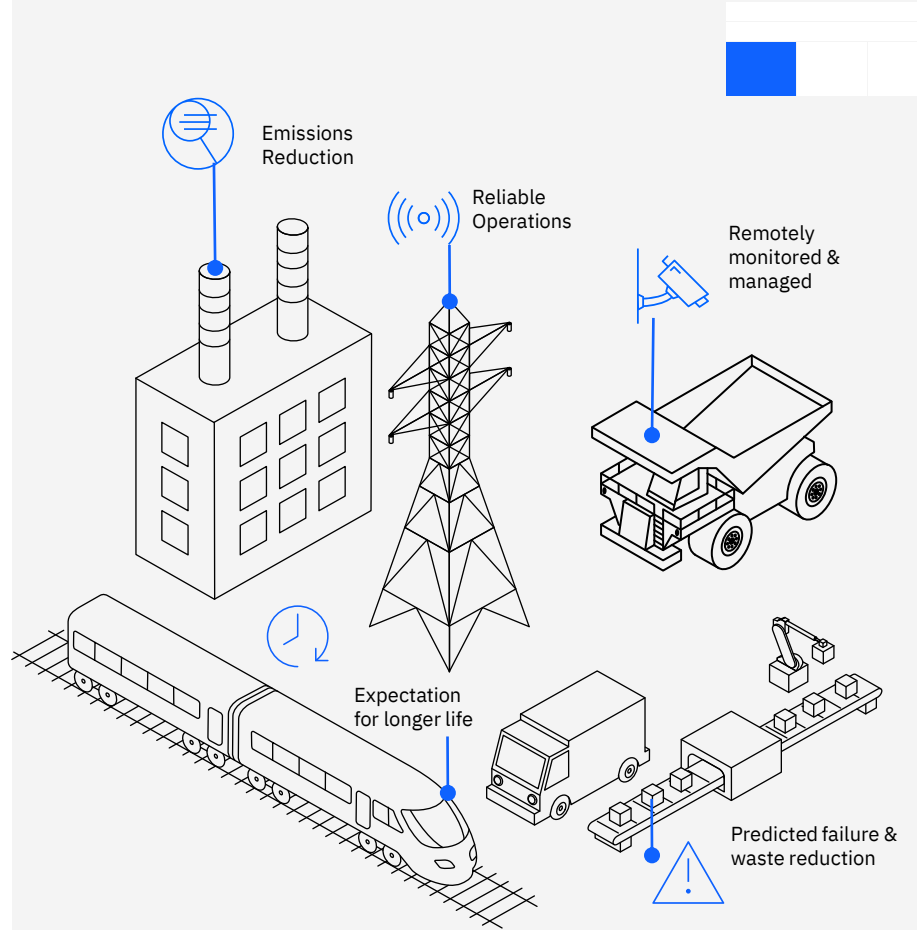 Emissions
Reduction
Reliable
Operations
Remotely
monitored &
managed
Expectation
for longer life
Predicted failure &
waste reduction